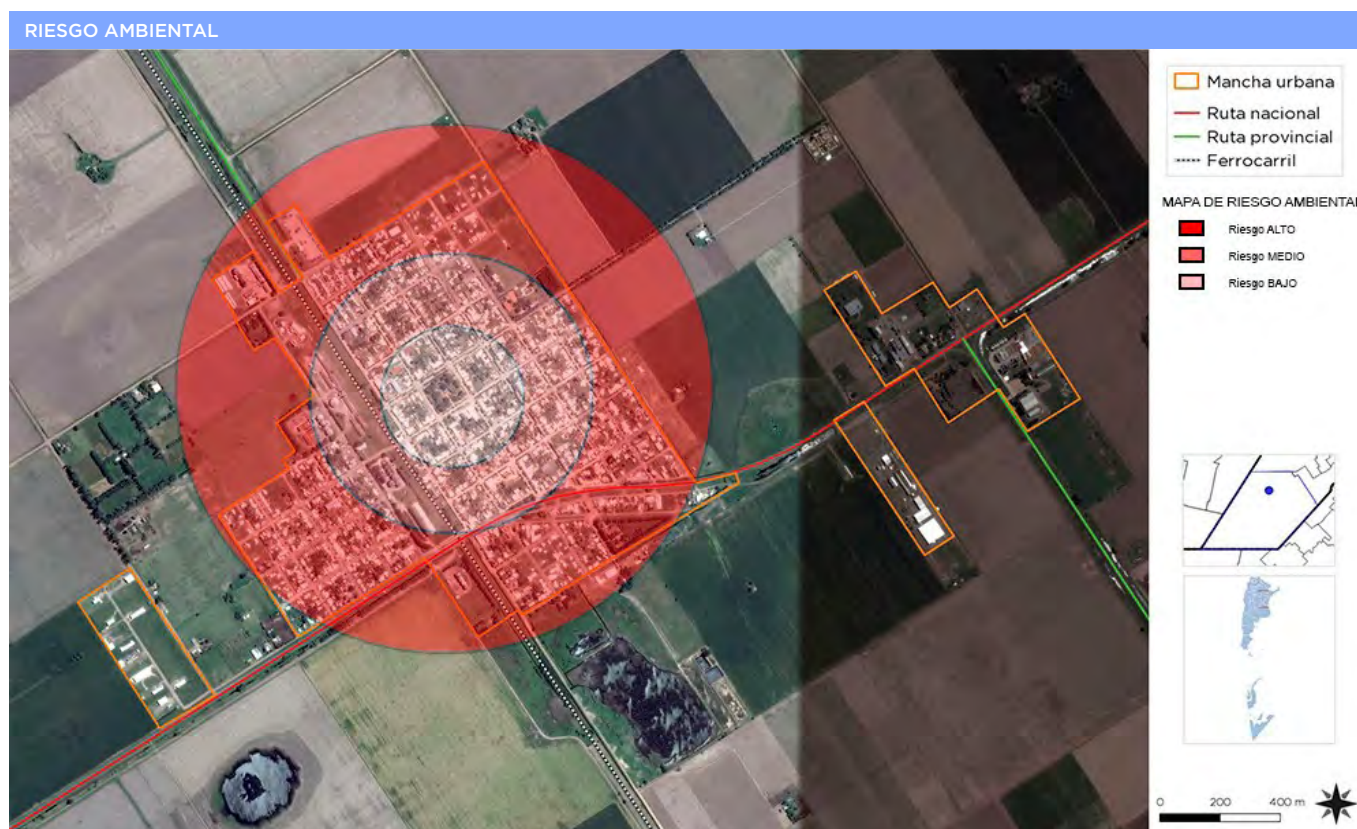 RIESGO AMBIENTAL
Mancha urbana
Ruta nacional
Ruta provincial
Ferrocarril
MAPA DE RIESGO AMBIENTAL
Riesgo ALTO
Riesgo MEDIO
Riesgo BAJO
0 200 400 m